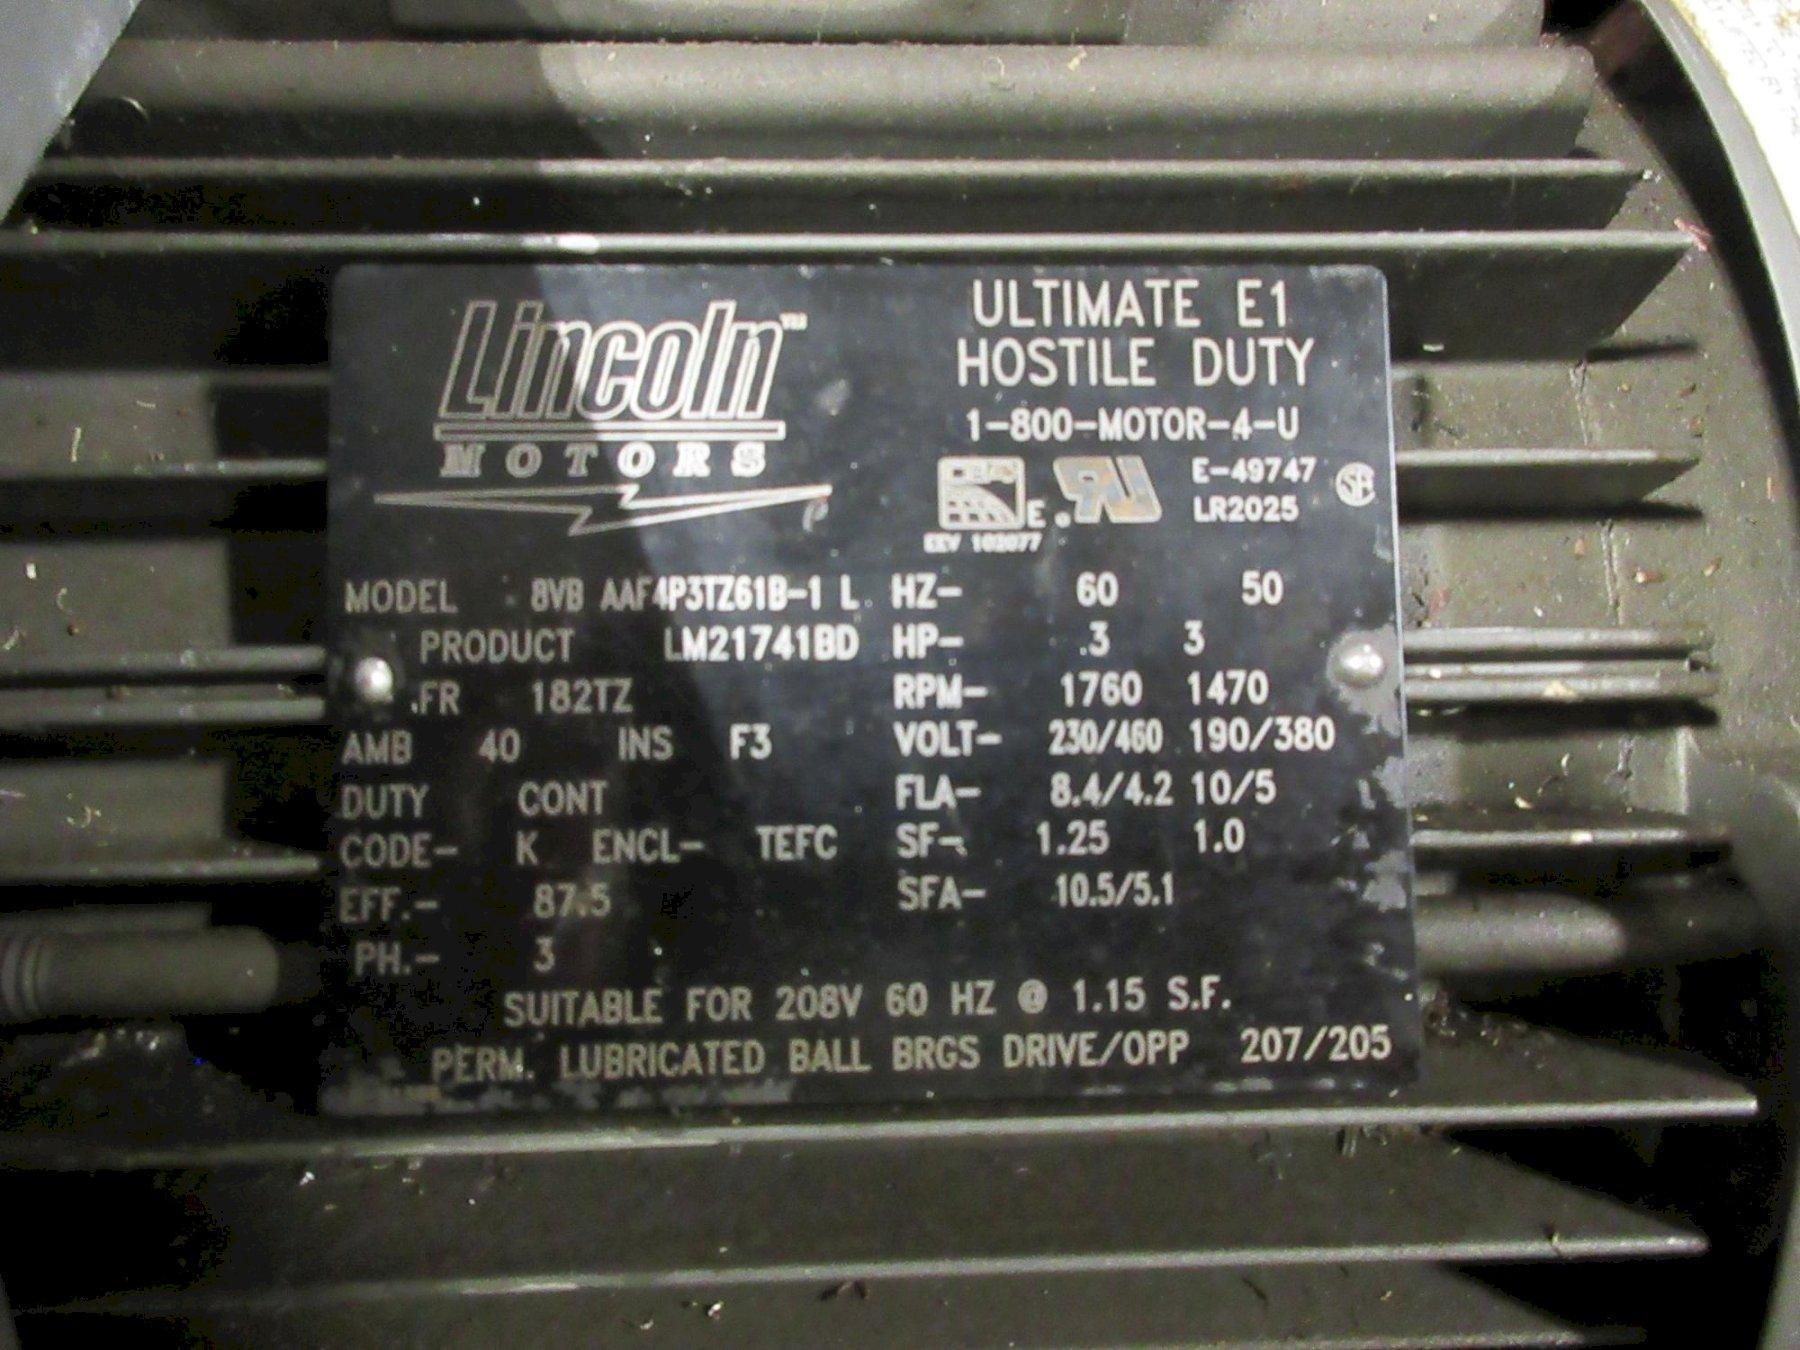 Lincoln™
MOTORS
ULTIMATE E1
HOSTILE DUTY
1-800-MOTOR-4-U
E-49747
LR2025
E
EEV 102077
MODEL 8VB AAF4P3TZ61B-1 L
PRODUCT LM21741BD
FR 182TZ
AMB 40 INS F3
DUTY CONT
CODE- K ENCL- TEFC
EFF.- 87.5
PH.- 3
HZ- 60 50
HP- 3 3
RPM- 1760 1470
VOLT- 230/460 190/380
FLA- 8.4/4.2 10/5
SF- 1.25 1.0
SFA- 10.5/5.1
SUITABLE FOR 208V 60 HZ @ 1.15 S.F.
PERM. LUBRICATED BALL BRGS DRIVE/OPP 207/205